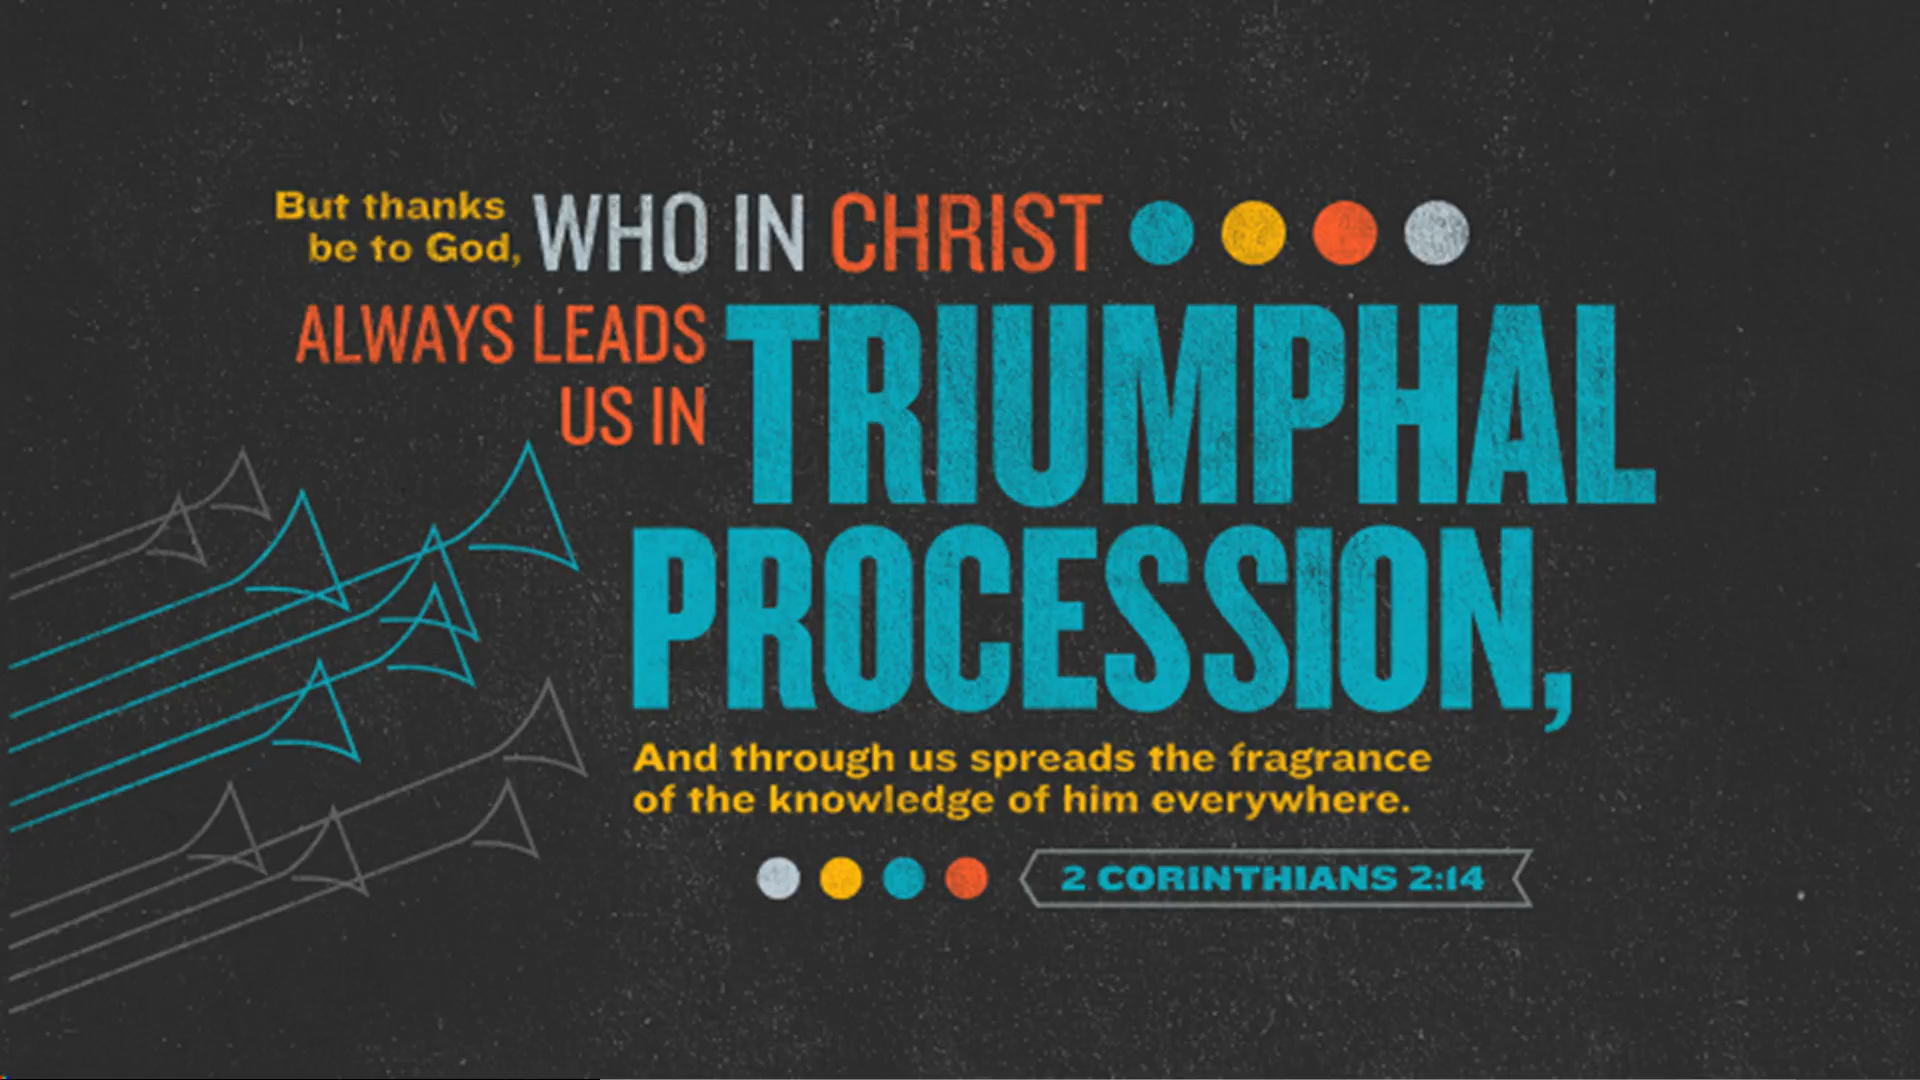 But thanks
be to God,
WHO IN CHRIST
ALWAYS LEADS
US IN
TRIUMPHAL
PROCESSION,
And through us spreads the fragrance
of the knowledge of him everywhere.
2 CORINTHIANS 2:14